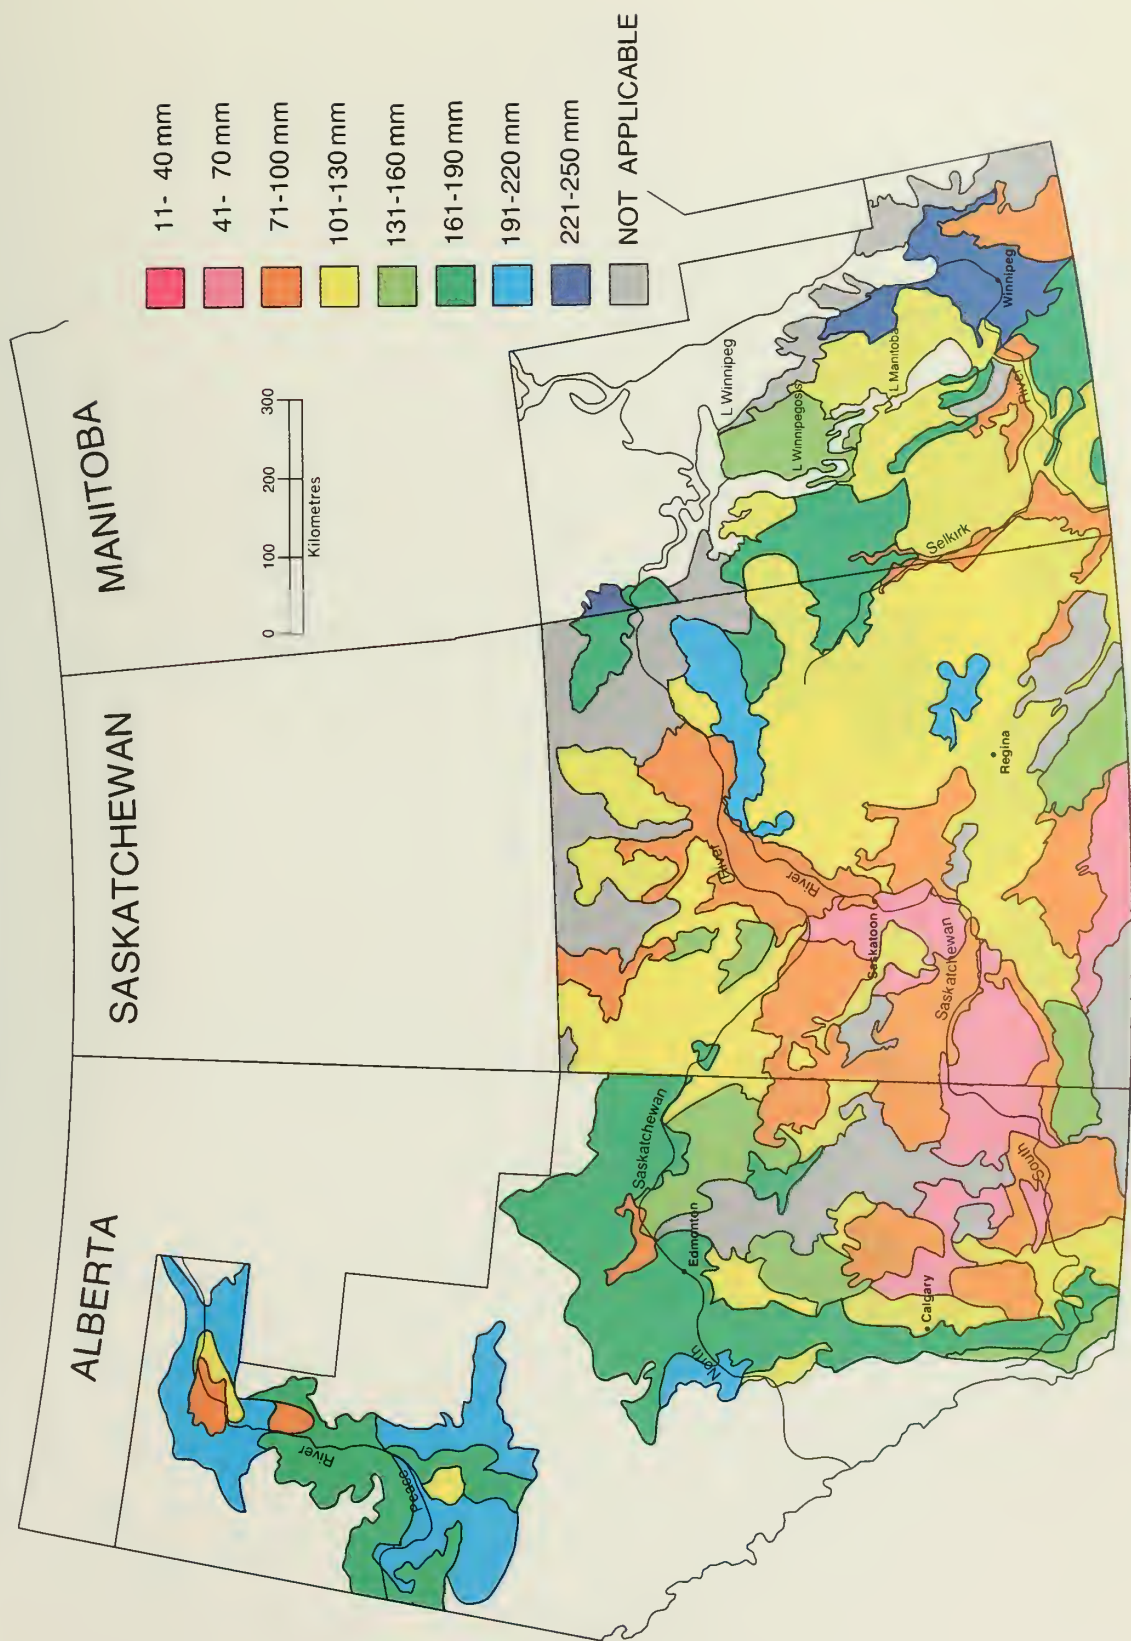 ALBERTA
SASKATCHEWAN
MANITOBA
11- 40 mm
41- 70 mm
71-100 mm
101-130 mm
131-160 mm
161-190 mm
191-220 mm
221-250 mm
NOT APPLICABLE
0 100 200 300
Kilometres
River
Peace
North
Saskatchewan
Edmonton
Calgary
South
Saskatchewan
Saskatoon
River
River
Regina
Selkirk
River
L Winnipeg
L Winnipegosis
L Manitoba
Winnipeg